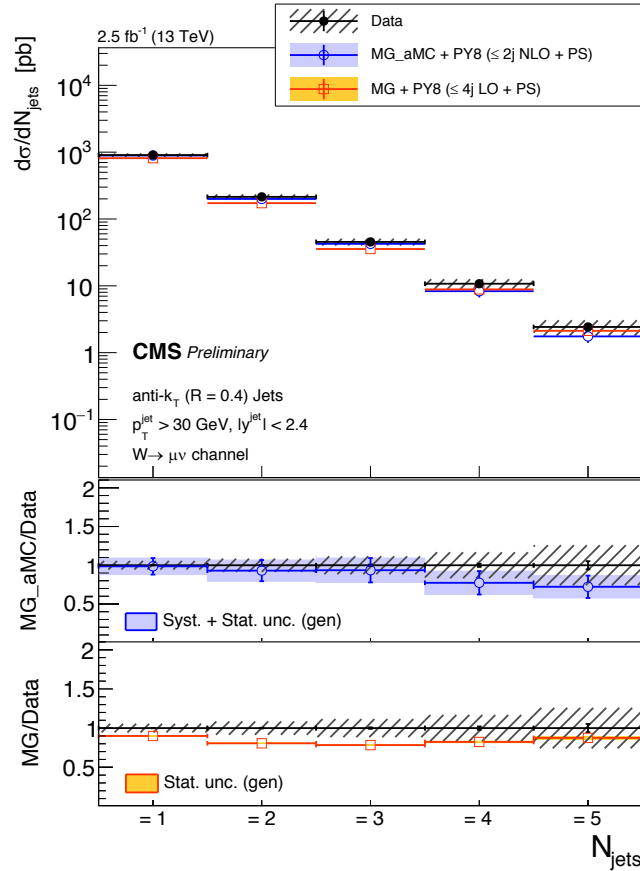 2.5 fb⁻¹ (13 TeV)
Data
MG_aMC + PY8 (≤ 2j NLO + PS)
MG + PY8 (≤ 4j LO + PS)
dσ/dN_jets [pb]
10⁴
10³
10²
10
1
10⁻¹
CMS Preliminary
anti-k_T (R = 0.4) Jets
p_T^jet > 30 GeV, |y^jet| < 2.4
W→ μν channel
MG_aMC/Data
2
1.5
1
0.5
Syst. + Stat. unc. (gen)
MG/Data
2
1.5
1
0.5
Stat. unc. (gen)
= 1 = 2 = 3 = 4 = 5
N_jets